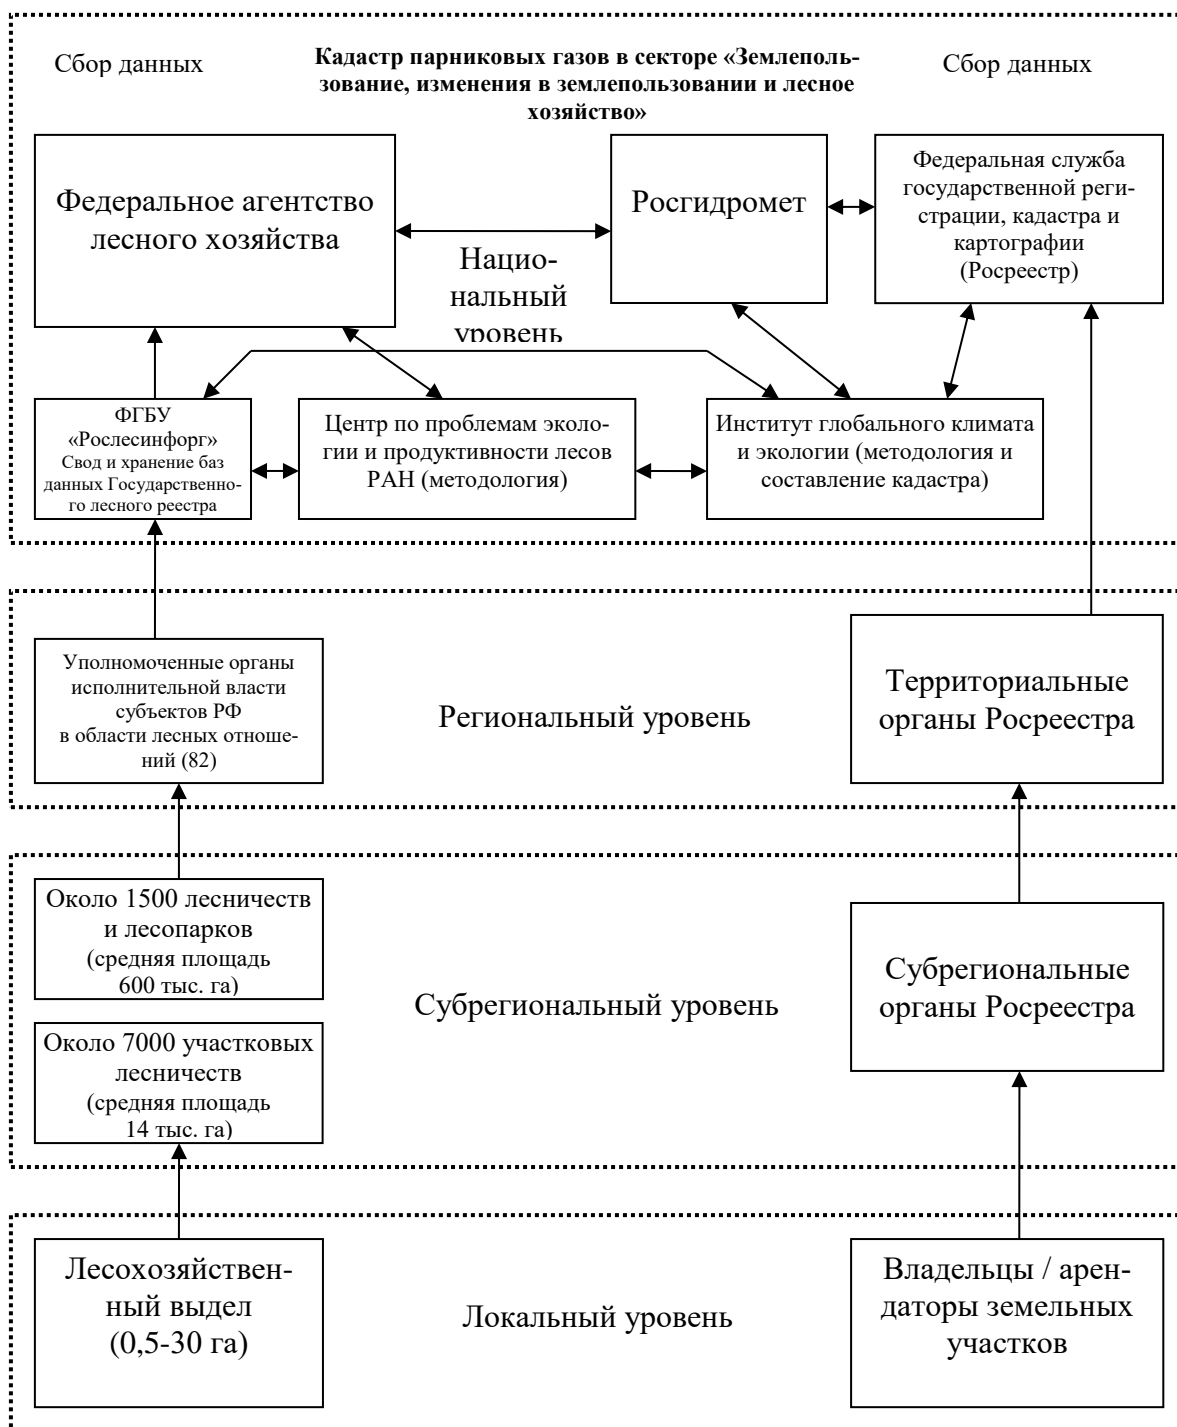 Сбор данных
Кадастр парниковых газов в секторе «Землеполь-
зование, изменения в землепользовании и лесное
хозяйство»
Сбор данных
Федеральное агентство
лесного хозяйства
Росгидромет
Федеральная служба
государственной реги-
страции, кадастра и
картографии
(Росреестр)
Нацио-
нальный
уровень
ФГБУ
«Рослесинфорг»
Свод и хранение баз
данных Государственно-
го лесного реестра
Центр по проблемам эколо-
гии и продуктивности лесов
РАН (методология)
Институт глобального климата
и экологии (методология и
составление кадастра)
Уполномоченные органы
исполнительной власти
субъектов РФ
в области лесных отноше-
ний (82)
Региональный уровень
Территориальные
органы Росреестра
Около 1500 лесничеств
и лесопарков
(средняя площадь
600 тыс. га)
Субрегиональный уровень
Субрегиональные
органы Росреестра
Около 7000 участковых
лесничеств
(средняя площадь
14 тыс. га)
Лесохозяйствен-
ный выдел
(0,5-30 га)
Локальный уровень
Владельцы / арен-
даторы земельных
участков